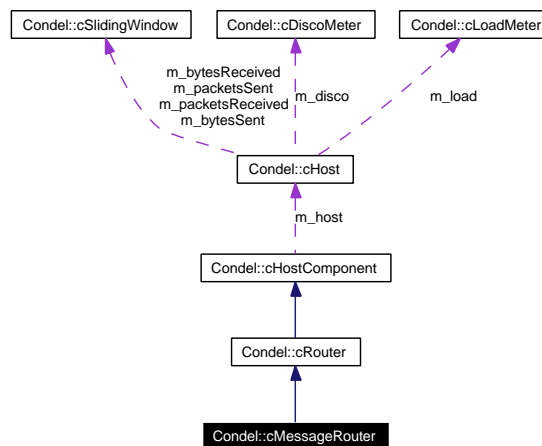 Condel::cSlidingWindow
Condel::cDiscoMeter
Condel::cLoadMeter
m_bytesReceived
m_packetsSent
m_packetsReceived
m_bytesSent
m_disco
m_load
Condel::cHost
m_host
Condel::cHostComponent
Condel::cRouter
Condel::cMessageRouter